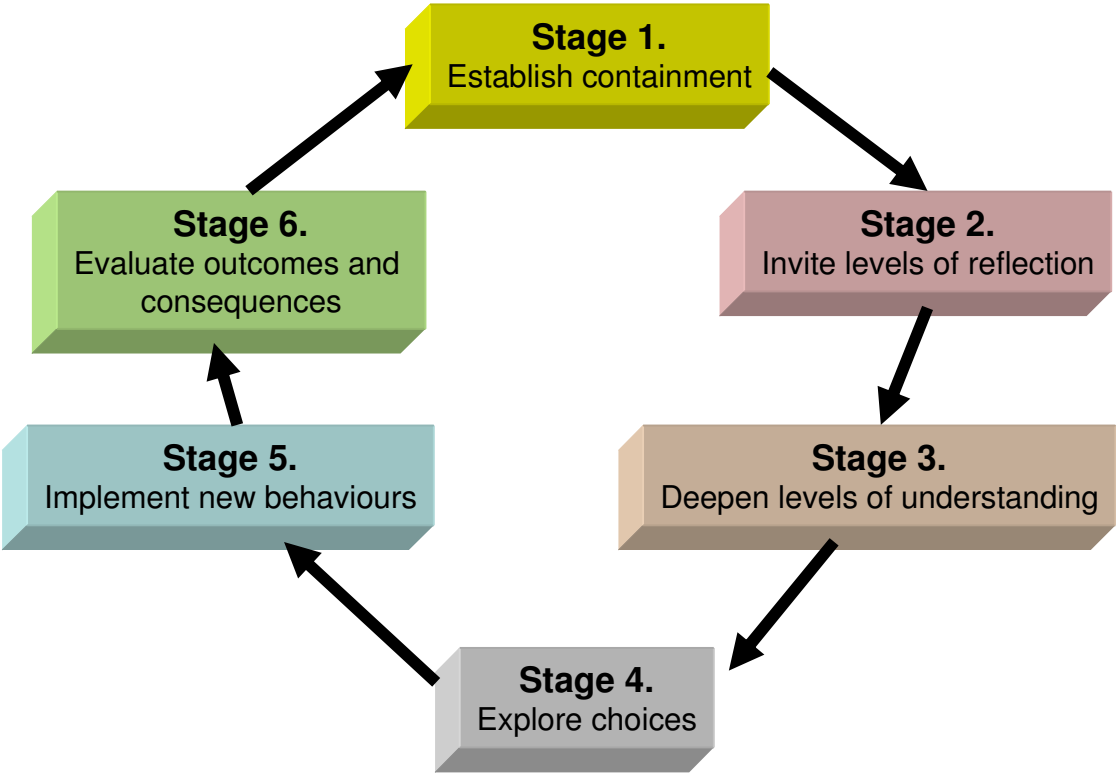 Stage 1.
Establish containment
Stage 2.
Invite levels of reflection
Stage 3.
Deepen levels of understanding
Stage 4.
Explore choices
Stage 5.
Implement new behaviours
Stage 6.
Evaluate outcomes and
consequences